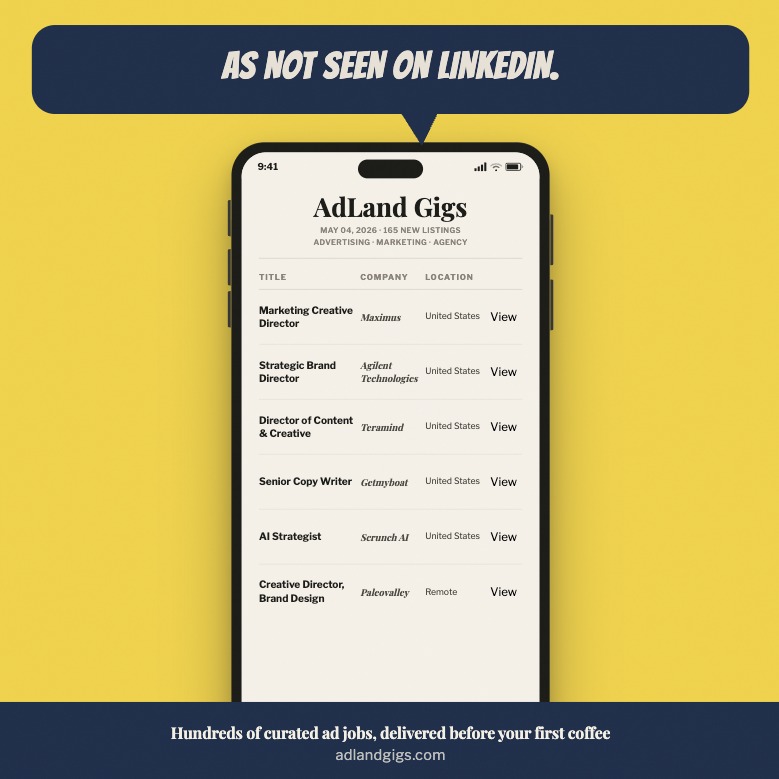 AS NOT SEEN ON LINKEDIN.
9:41
AdLand Gigs
MAY 04, 2026 · 165 NEW LISTINGS
ADVERTISING · MARKETING · AGENCY
TITLE COMPANY LOCATION
Marketing Creative
Director
Maximus
United States
View
Strategic Brand
Director
Agilent
Technologies
United States
View
Director of Content
& Creative
Teramind
United States
View
Senior Copy Writer
Getmyboat
United States
View
AI Strategist
Scrunch AI
United States
View
Creative Director,
Brand Design
Paleovalley
Remote
View
Hundreds of curated ad jobs, delivered before your first coffee
adlandgigs.com